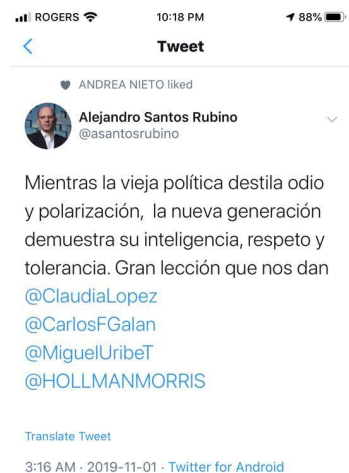 ROGERS 10:18 PM 88%
Tweet
ANDREA NIETO liked
Alejandro Santos Rubino
@asantosrubino
Mientras la vieja política destila odio
y polarización, la nueva generación
demuestra su inteligencia, respeto y
tolerancia. Gran lección que nos dan
@ClaudiaLopez
@CarlosFGalan
@MiguelUribeT
@HOLLMANMORRIS
Translate Tweet
3:16 AM · 2019-11-01 · Twitter for Android